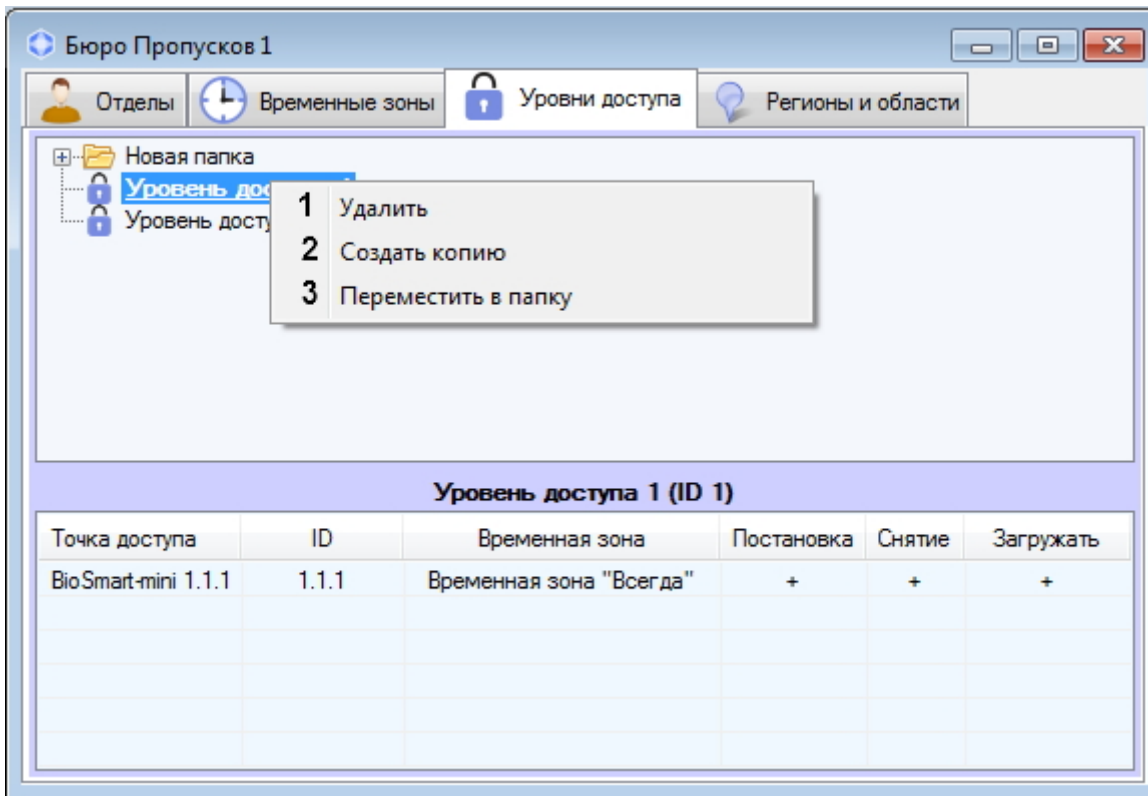 Бюро Пропусков 1
Отделы Временные зоны Уровни доступа Регионы и области
Новая папка
Уровень
Уровень
1 Удалить
2 Создать копию
3 Переместить в папку
Уровень доступа 1 (ID 1)
Точка доступа ID Временная зона Постановка Снятие Загружать
BioSmart-mini 1.1.1 1.1.1 Временная зона "Всегда" + + +